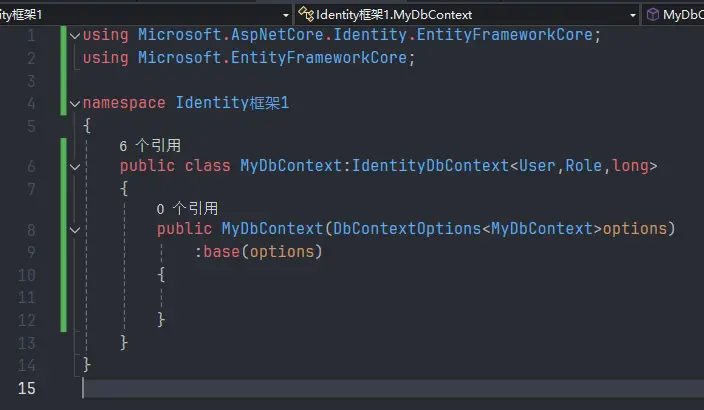 ty框架1 Identity框架1.MyDbContext MyDbC
1 using Microsoft.AspNetCore.Identity.EntityFrameworkCore;
2 using Microsoft.EntityFrameworkCore;
3
4 namespace Identity框架1
5 {
6 个引用
6 public class MyDbContext:IdentityDbContext<User,Role,long>
7 {
0 个引用
8 public MyDbContext(DbContextOptions<MyDbContext>options)
9 :base(options)
10 {
11
12 }
13 }
14 }
15